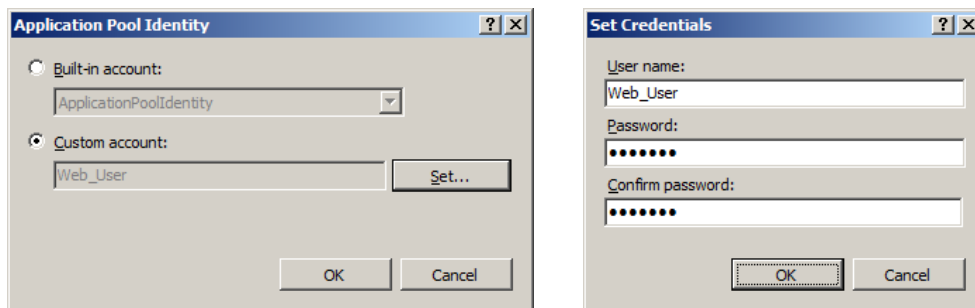 Application Pool Identity
Built-in account:
ApplicationPoolIdentity
Custom account:
Web_User
Set...
OK
Cancel
Set Credentials
User name:
Web_User
Password:
•••••••
Confirm password:
•••••••
OK
Cancel